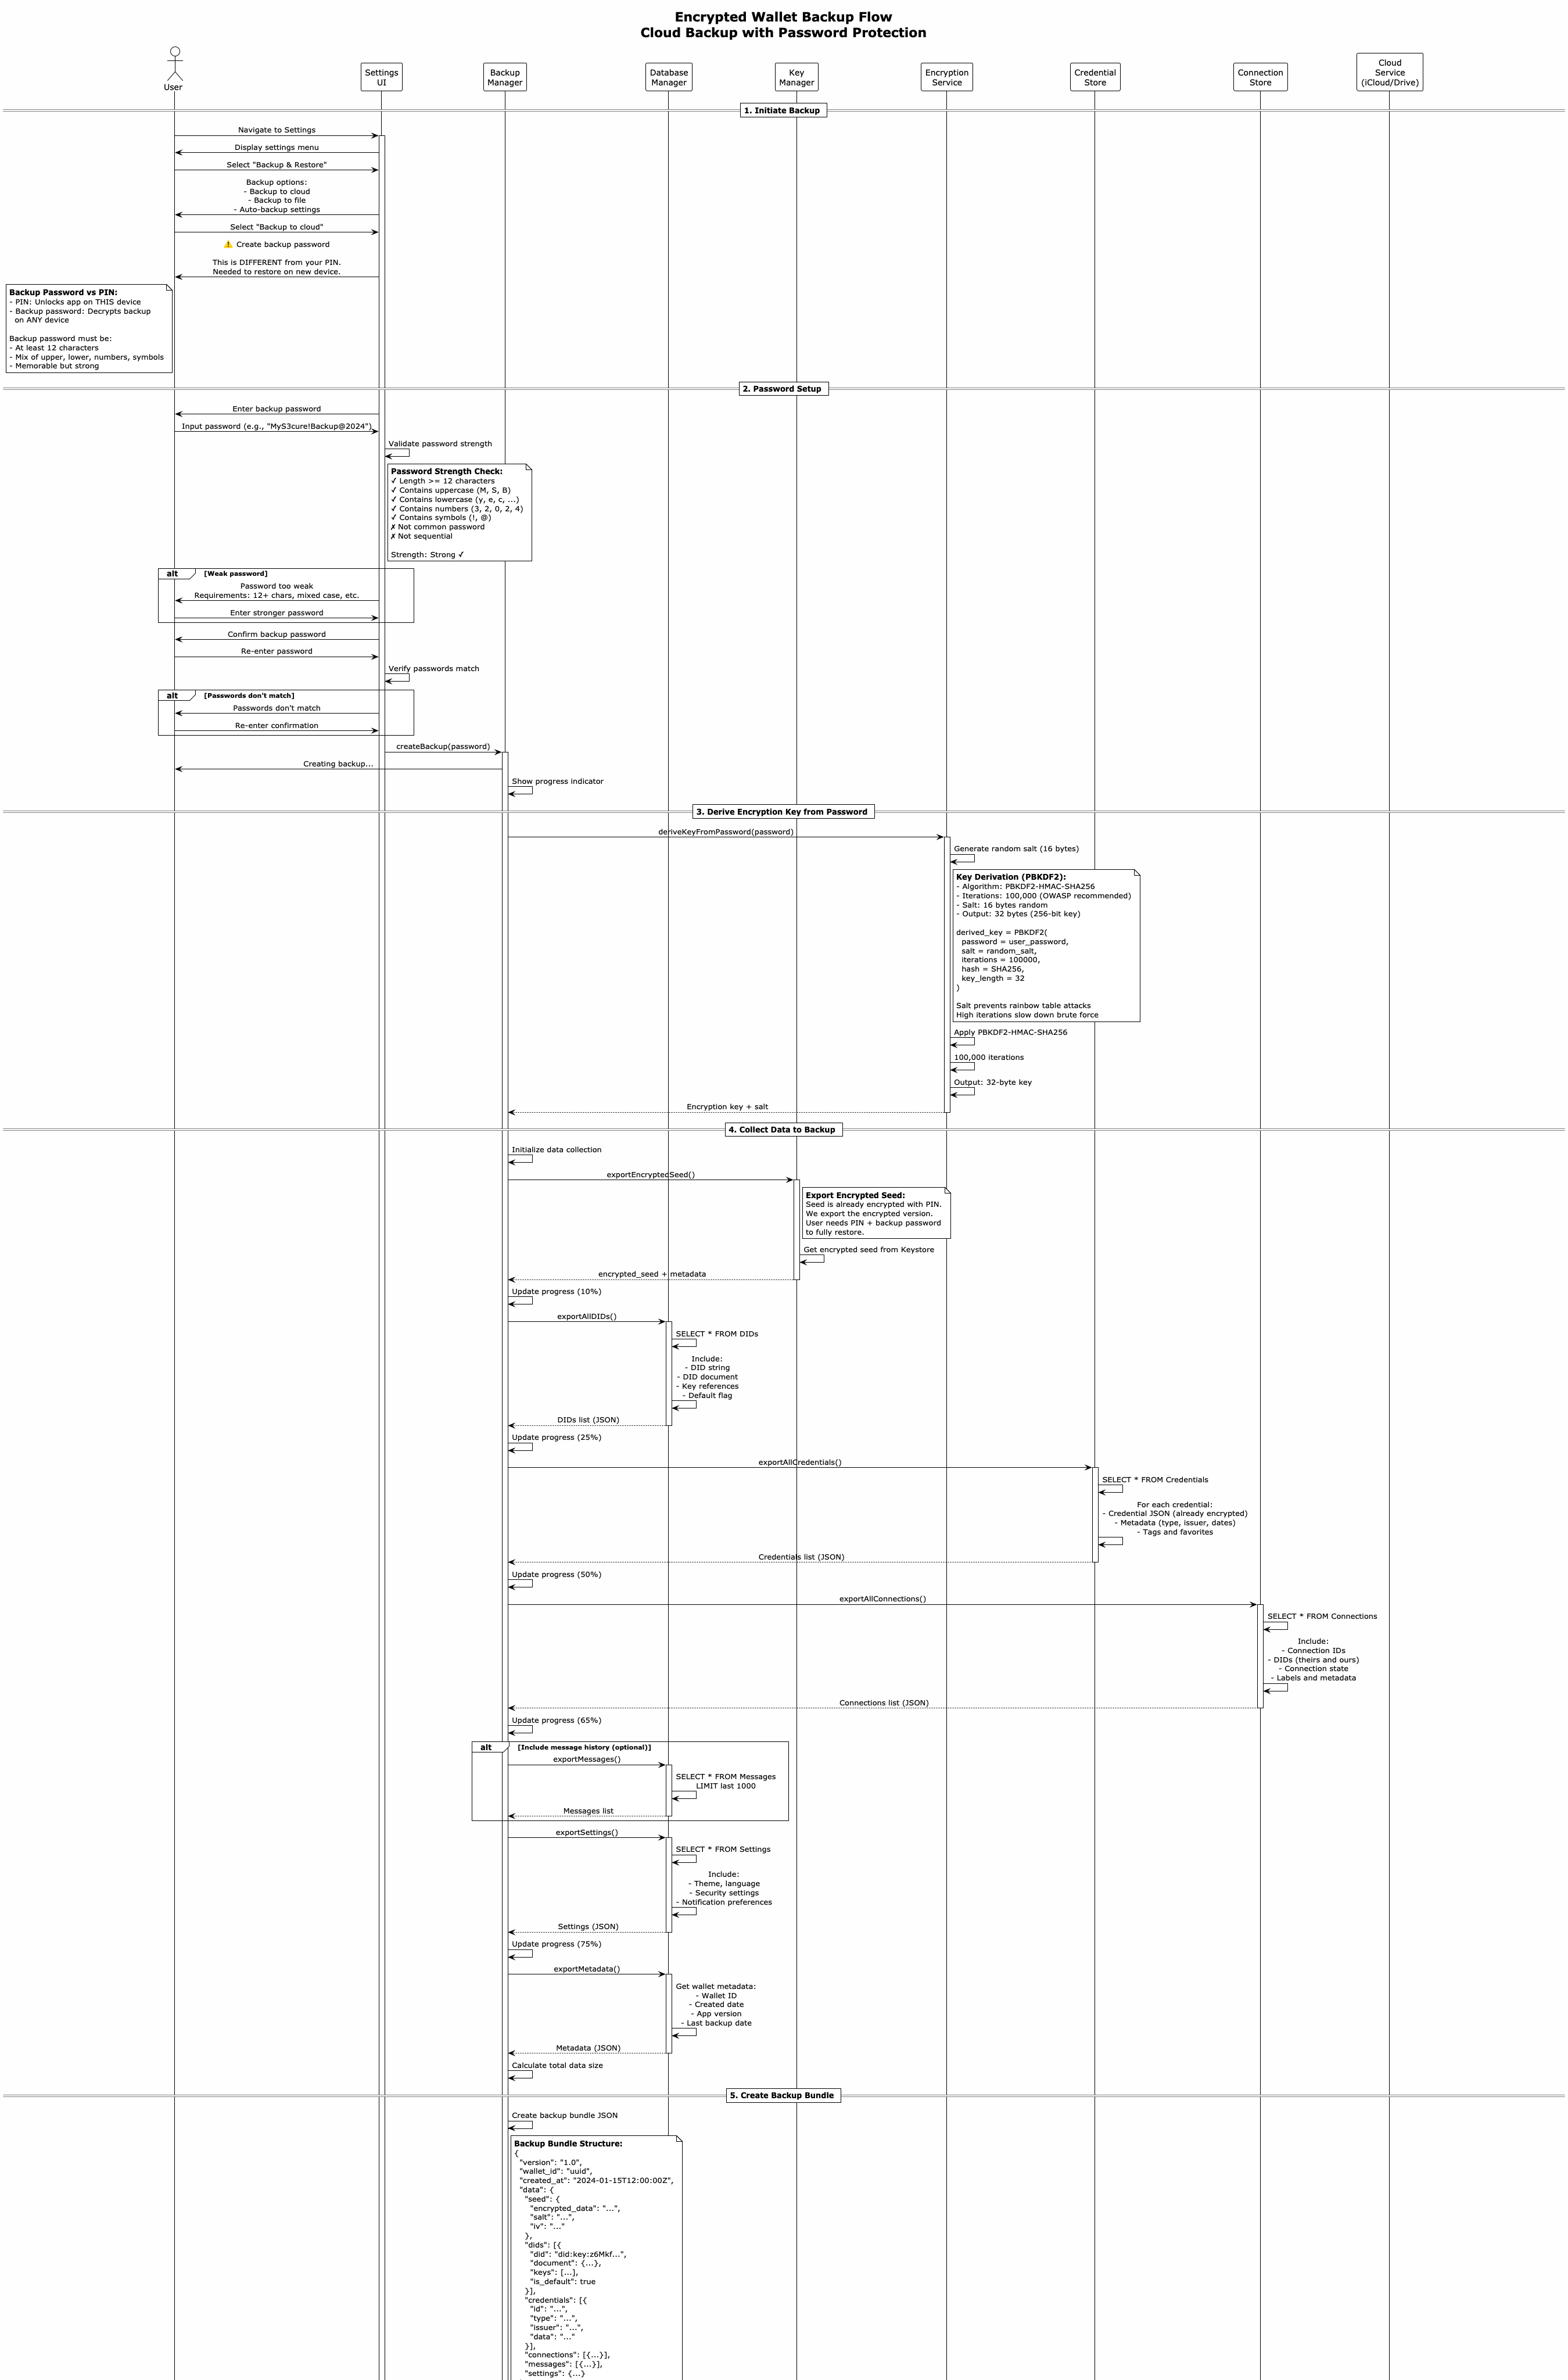 Encrypted Wallet Backup Flow
Cloud Backup with Password Protection
User
Settings
UI
Backup
Manager
Database
Manager
Key
Manager
Encryption
Service
Credential
Store
Connection
Store
Cloud
Service
(iCloud/Drive)
1. Initiate Backup
Navigate to Settings
Display settings menu
Select "Backup & Restore"
Backup options:
- Backup to cloud
- Backup to file
- Auto-backup settings
Select "Backup to cloud"
⚠️ Create backup password
This is DIFFERENT from your PIN.
Needed to restore on new device.
Backup Password vs PIN:
- PIN: Unlocks app on THIS device
- Backup password: Decrypts backup
on ANY device
Backup password must be:
- At least 12 characters
- Mix of upper, lower, numbers, symbols
- Memorable but strong
2. Password Setup
Enter backup password
Input password (e.g., "MyS3cure!Backup@2024")
Validate password strength
Password Strength Check:
✓ Length >= 12 characters
✓ Contains uppercase (M, S, B)
✓ Contains lowercase (y, e, c, ...)
✓ Contains numbers (3, 2, 0, 2, 4)
✓ Contains symbols (!, @)
✗ Not common password
✗ Not sequential
Strength: Strong ✓
alt [Weak password]
Password too weak
Requirements: 12+ chars, mixed case, etc.
Enter stronger password
Confirm backup password
Re-enter password
Verify passwords match
alt [Passwords don't match]
Passwords don't match
Re-enter confirmation
createBackup(password)
Creating backup...
Show progress indicator
3. Derive Encryption Key from Password
deriveKeyFromPassword(password)
Generate random salt (16 bytes)
Key Derivation (PBKDF2):
- Algorithm: PBKDF2-HMAC-SHA256
- Iterations: 100,000 (OWASP recommended)
- Salt: 16 bytes random
- Output: 32 bytes (256-bit key)
derived_key = PBKDF2(
password = user_password,
salt = random_salt,
iterations = 100000,
hash = SHA256,
key_length = 32
)
Salt prevents rainbow table attacks
High iterations slow down brute force
Apply PBKDF2-HMAC-SHA256
100,000 iterations
Output: 32-byte key
Encryption key + salt
4. Collect Data to Backup
Initialize data collection
exportEncryptedSeed()
Export Encrypted Seed:
Seed is already encrypted with PIN.
We export the encrypted version.
User needs PIN + backup password
to fully restore.
Get encrypted seed from Keystore
encrypted_seed + metadata
Update progress (10%)
exportAllDIDs()
SELECT * FROM DIDs
Include:
- DID string
- DID document
- Key references
- Default flag
DIDs list (JSON)
Update progress (25%)
exportAllCredentials()
SELECT * FROM Credentials
For each credential:
- Credential JSON (already encrypted)
- Metadata (type, issuer, dates)
- Tags and favorites
Credentials list (JSON)
Update progress (50%)
exportAllConnections()
SELECT * FROM Connections
Include:
- Connection IDs
- DIDs (theirs and ours)
- Connection state
- Labels and metadata
Connections list (JSON)
Update progress (65%)
alt [Include message history (optional)]
exportMessages()
SELECT * FROM Messages
LIMIT last 1000
Messages list
exportSettings()
SELECT * FROM Settings
Include:
- Theme, language
- Security settings
- Notification preferences
Settings (JSON)
Update progress (75%)
exportMetadata()
Get wallet metadata:
- Wallet ID
- Created date
- App version
- Last backup date
Metadata (JSON)
Calculate total data size
5. Create Backup Bundle
Create backup bundle JSON
Backup Bundle Structure:
{
"version": "1.0",
"wallet_id": "uuid",
"created_at": "2024-01-15T12:00:00Z",
"data": {
"seed": {
"encrypted_data": "...",
"salt": "...",
"iv": "..."
},
"dids": [{
"did": "did:key:z6Mkf...",
"document": {...},
"keys": [...],
"is_default": true
}],
"credentials": [{
"id": "...",
"type": "...",
"issuer": "...",
"data": "..."
}],
"connections": [{...}],
"messages": [{...}],
"settings": {...}